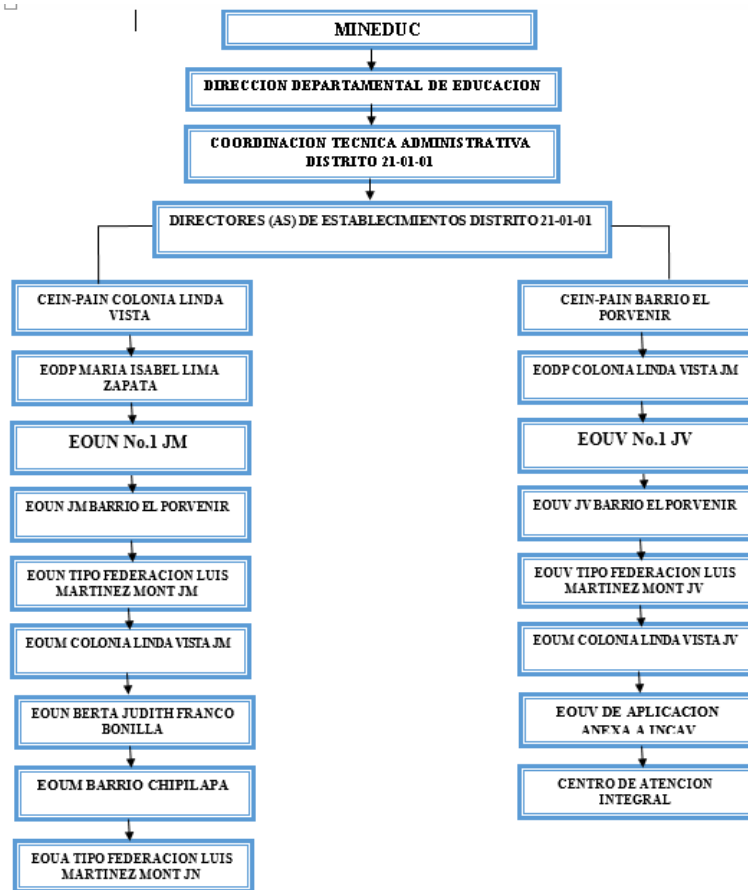 MINEDUC
DIRECCION DEPARTAMENTAL DE EDUCACION
COORDINACION TECNICA ADMINISTRATIVA
DISTRITO 21-01-01
DIRECTORES (AS) DE ESTABLECIMIENTOS DISTRITO 21-01-01
CEIN-PAIN COLONIA LINDA
VISTA
EODP MARIA ISABEL LIMA
ZAPATA
EOUN No.1 JM
EOUN JM BARRIO EL PORVENIR
EOUN TIPO FEDERACION LUIS
MARTINEZ MONT JM
EOUM COLONIA LINDA VISTA JM
EOUN BERTA JUDITH FRANCO
BONILLA
EOUM BARRIO CHIPILAPA
EOUA TIPO FEDERACION LUIS
MARTINEZ MONT JN
CEIN-PAIN BARRIO EL
PORVENIR
EODP COLONIA LINDA VISTA JM
EOUV No.1 JV
EOUV JV BARRIO EL PORVENIR
EOUV TIPO FEDERACION LUIS
MARTINEZ MONT JV
EOUM COLONIA LINDA VISTA JV
EOUV DE APLICACION
ANEXA A INCAV
CENTRO DE ATENCION
INTEGRAL